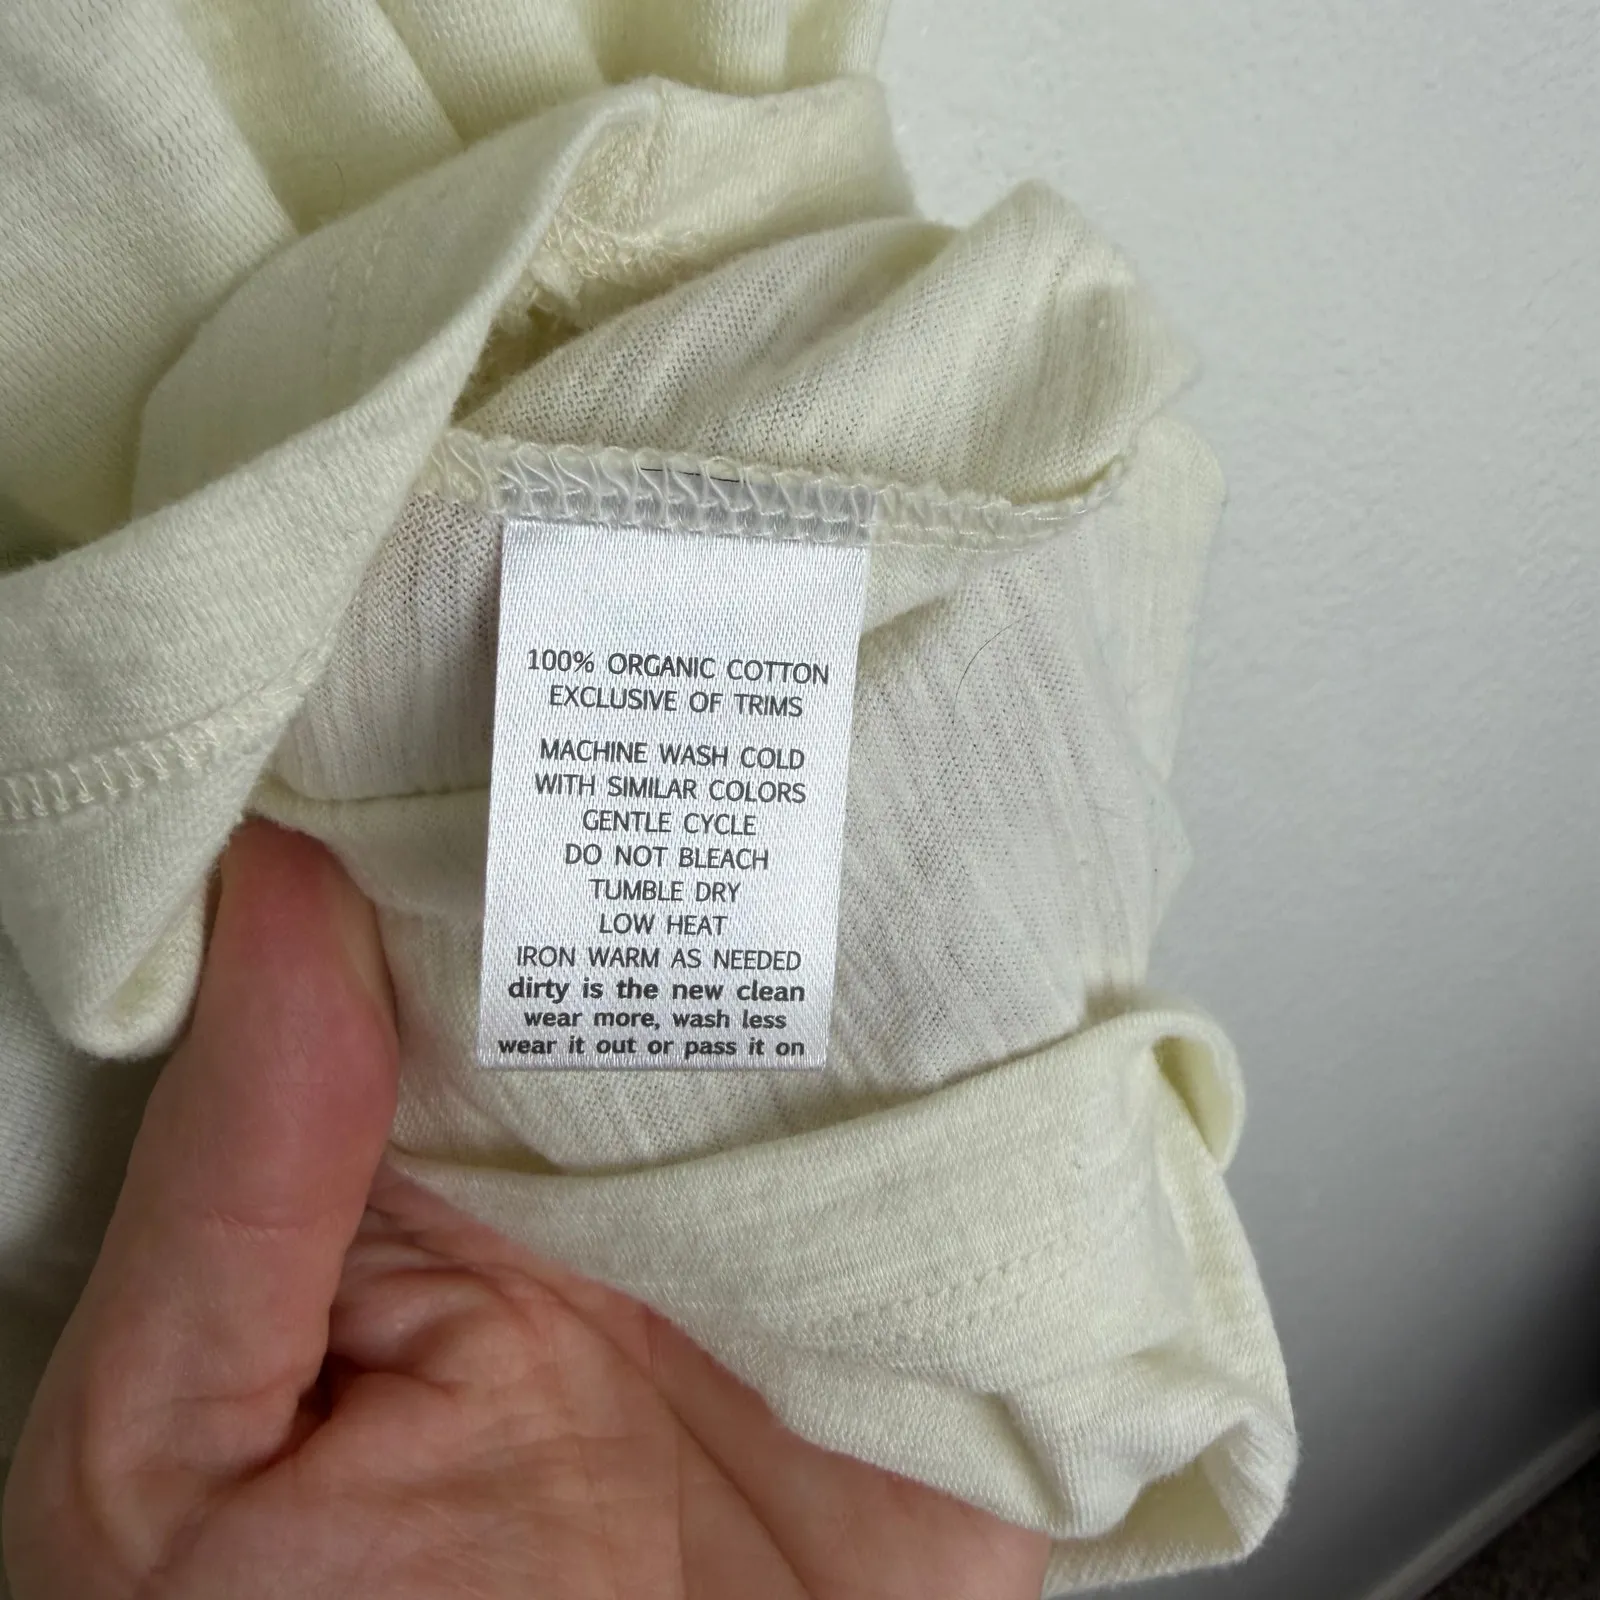 100% ORGANIC COTTON
EXCLUSIVE OF TRIMS
MACHINE WASH COLD
WITH SIMILAR COLORS
GENTLE CYCLE
DO NOT BLEACH
TUMBLE DRY
LOW HEAT
IRON WARM AS NEEDED
dirty is the new clean
wear more, wash less
wear it out or pass it on